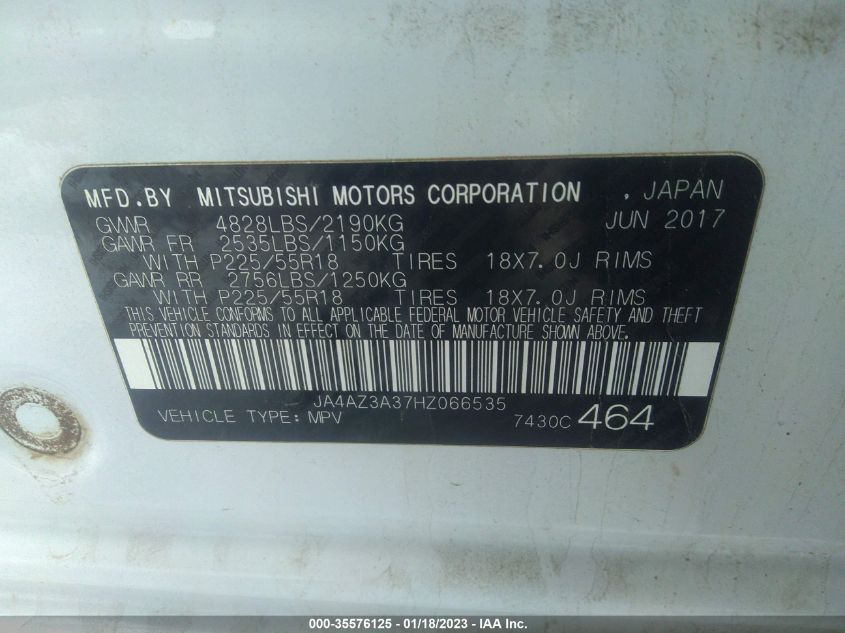 MFD.BY MITSUBISHI MOTORS CORPORATION , JAPAN
GVWR 4828LBS/2190KG JUN 2017
GAWR FR 2535LBS/1150KG
WITH P225/55R18 TIRES 18X7.0J RIMS
GAWR RR 2756LBS/1250KG
WITH P225/55R18 TIRES 18X7.0J RIMS
THIS VEHICLE CONFORMS TO ALL APPLICABLE FEDERAL MOTOR VEHICLE SAFETY AND THEFT
PREVENTION STANDARDS IN EFFECT ON THE DATE OF MANUFACTURE SHOWN ABOVE.
JA4AZ3A37HZ066535
VEHICLE TYPE: MPV 7430C 464
000-35576125 - 01/18/2023 - IAA Inc.